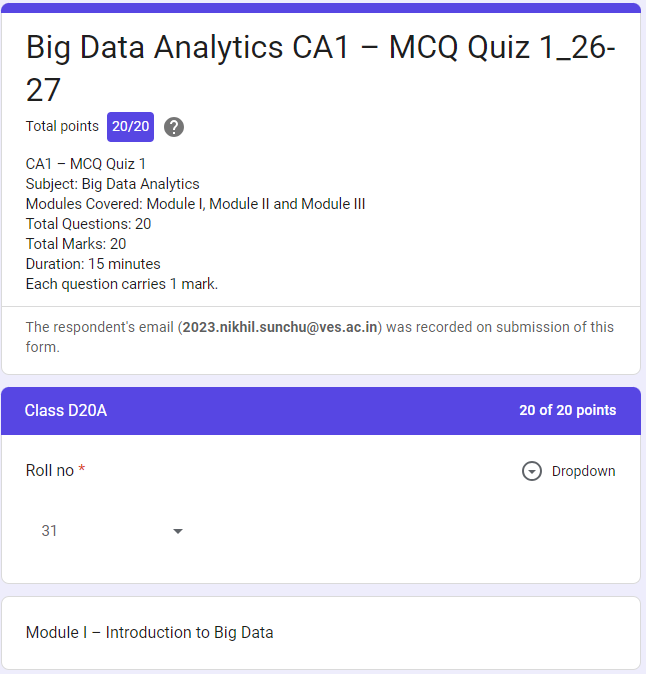 Big Data Analytics CA1 – MCQ Quiz 1_26-
27
Total points 20/20 ?
CA1 – MCQ Quiz 1
Subject: Big Data Analytics
Modules Covered: Module I, Module II and Module III
Total Questions: 20
Total Marks: 20
Duration: 15 minutes
Each question carries 1 mark.
The respondent's email (2023.nikhil.sunchu@ves.ac.in) was recorded on submission of this
form.
Class D20A 20 of 20 points
Roll no * Dropdown
31
Module I – Introduction to Big Data